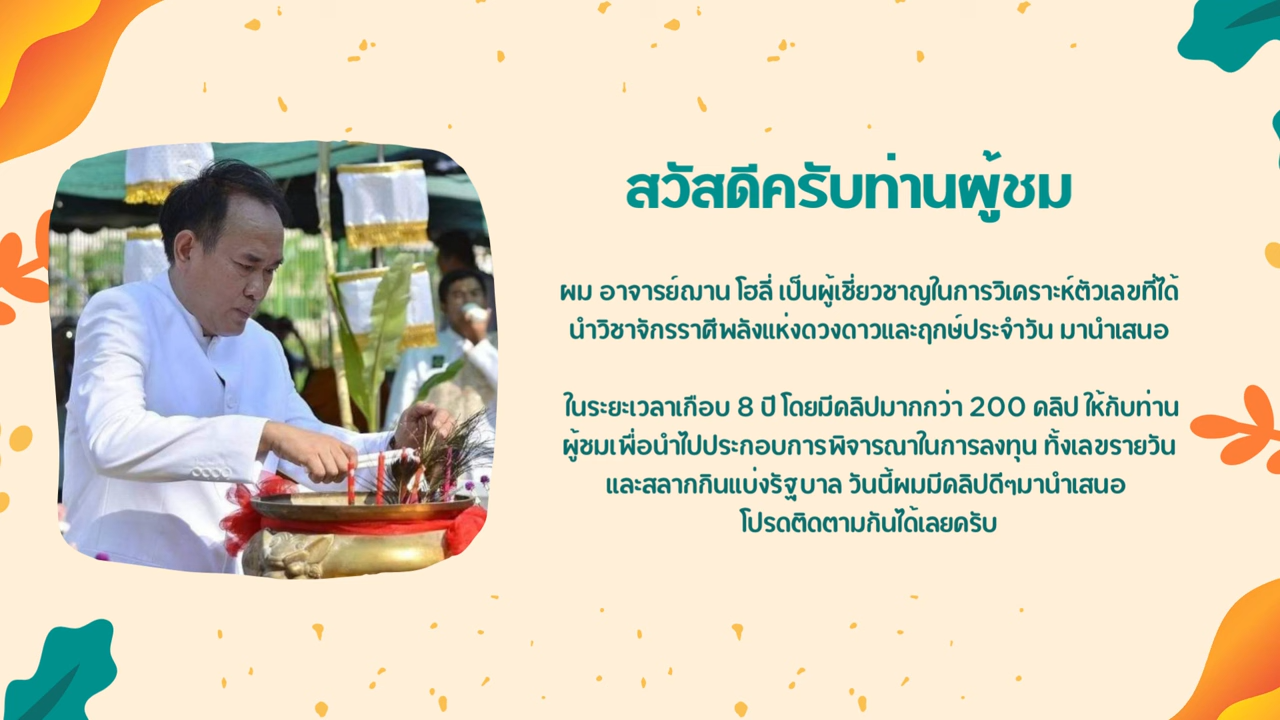 สวัสดีครับท่านผู้ชม
ผม อาจารย์ฌาน โฮลี่ เป็นผู้เชี่ยวชาญในการวิเคราะห์ตัวเลขที่ได้
นำวิชาจักรราศีพลังแห่งดวงดาวและฤกษ์ประจำวัน มานำเสนอ
ในระยะเวลาเกือบ 8 ปี โดยมีคลิปมากกว่า 200 คลิป ให้กับท่าน
ผู้ชมเพื่อนำไปประกอบการพิจารณาในการลงทุน ทั้งเลขรายวัน
และสลากกินแบ่งรัฐบาล วันนี้ผมมีคลิปดีๆมานำเสนอ
โปรดติดตามกันได้เลยครับ